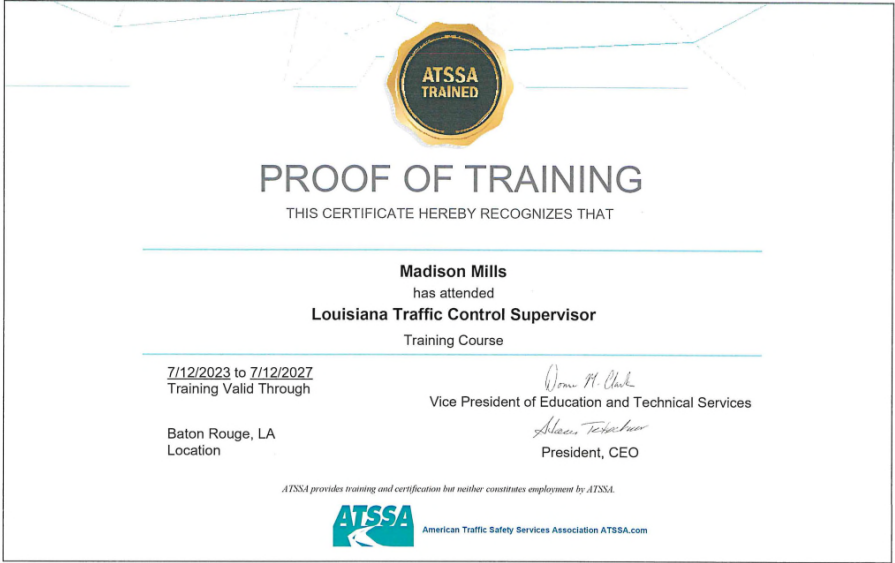 ATSSA
TRAINED
PROOF OF TRAINING
THIS CERTIFICATE HEREBY RECOGNIZES THAT
Madison Mills
has attended
Louisiana Traffic Control Supervisor
Training Course
7/12/2023 to 7/12/2027
Training Valid Through
Vice President of Education and Technical Services
Baton Rouge, LA
Location
President, CEO
ATSSA provides training and certification but neither constitutes employment by ATSSA.
ATSSA
American Traffic Safety Services Association ATSSA.com